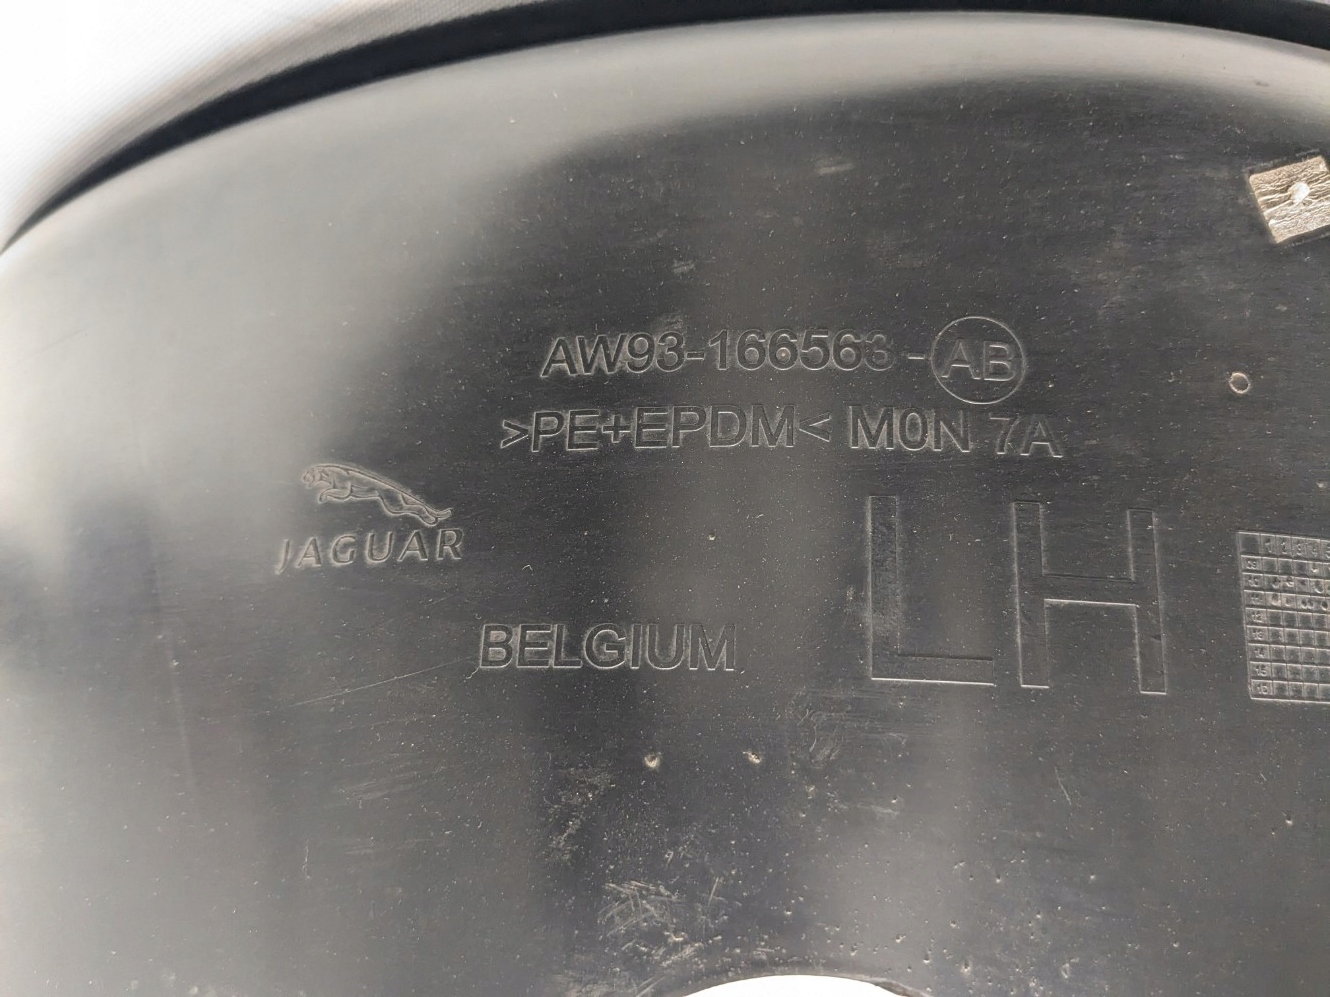 AW93-166563-AB
>PE+EPDM< M0N 7A
JAGUAR
LH
BELGIUM